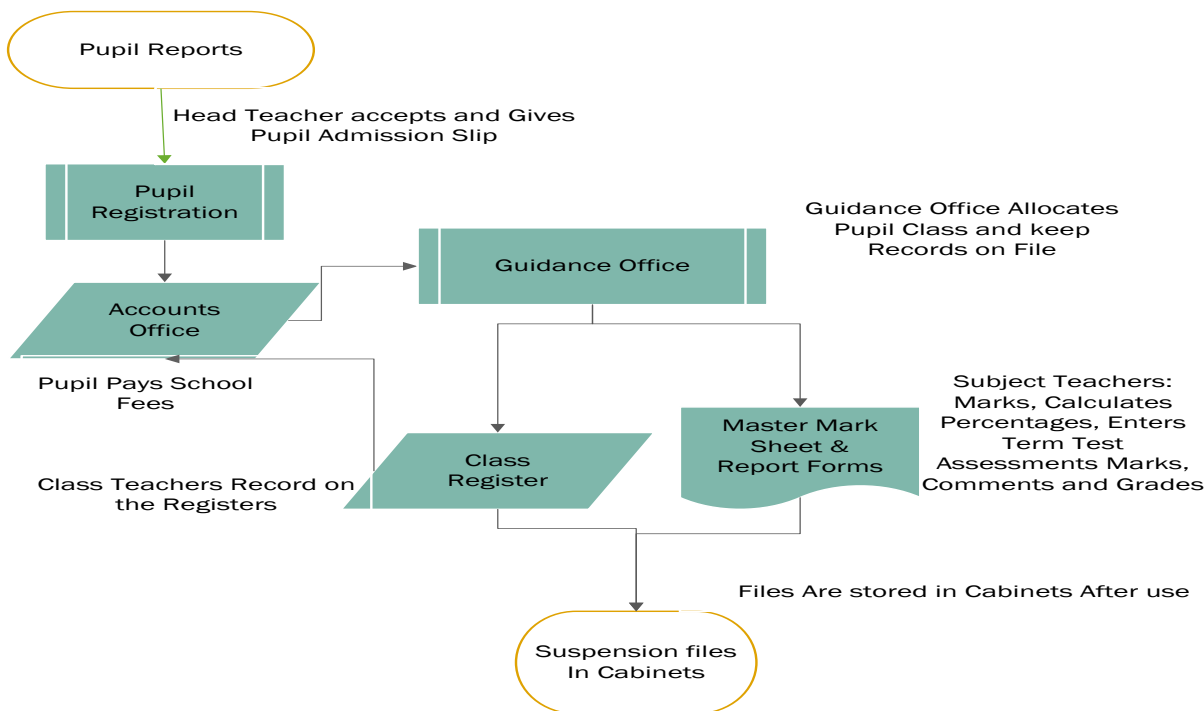 Pupil Reports
Head Teacher accepts and Gives
Pupil Admission Slip
Pupil
Registration
Guidance Office Allocates
Pupil Class and keep
Records on File
Guidance Office
Accounts
Office
Pupil Pays School
Fees
Subject Teachers:
Marks, Calculates
Percentages, Enters
Term Test
Assessments Marks,
Comments and Grades
Master Mark
Sheet &
Report Forms
Class
Register
Class Teachers Record on
the Registers
Files Are stored in Cabinets After use
Suspension files
In Cabinets